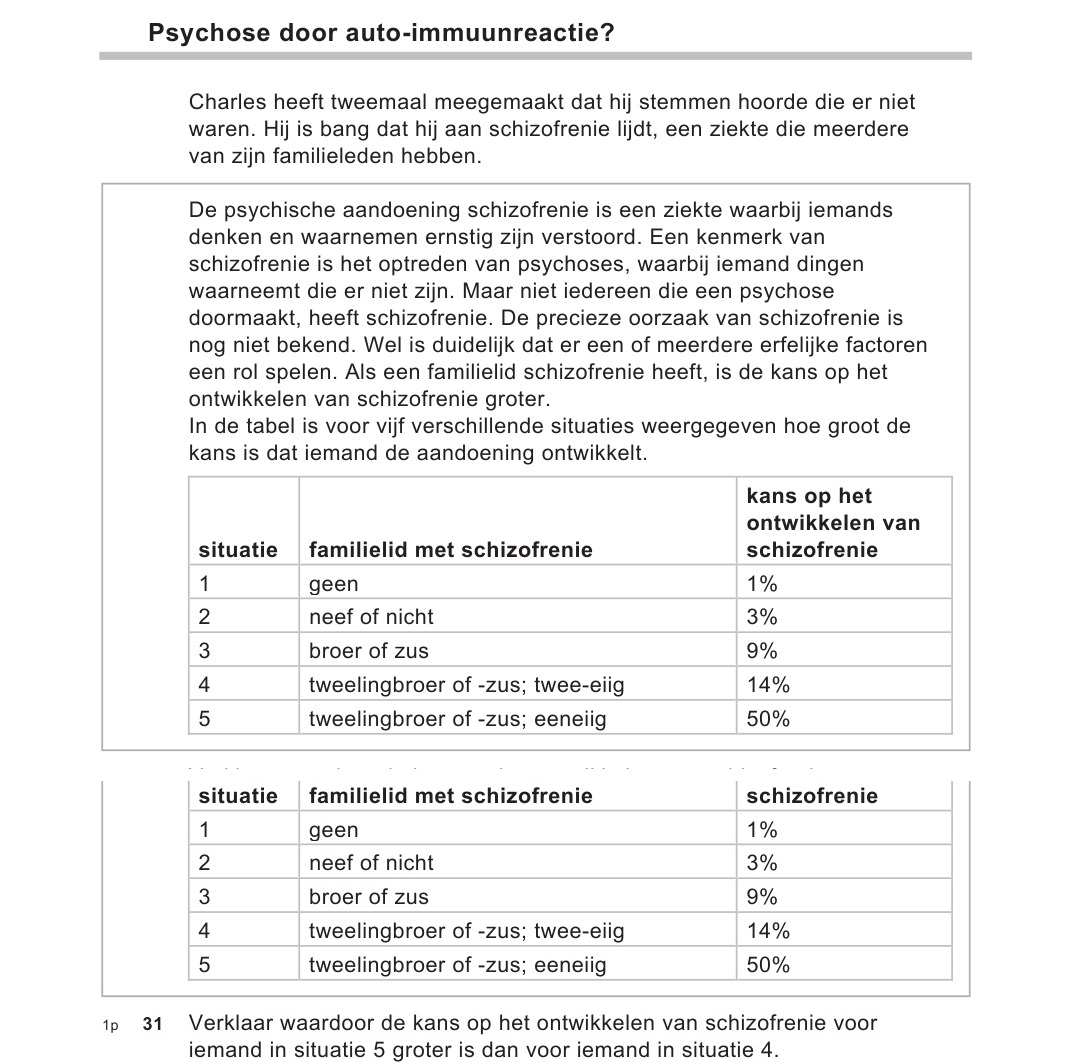 Psychose door auto-immuunreactie?
Charles heeft tweemaal meegemaakt dat hij stemmen hoorde die er niet
waren. Hij is bang dat hij aan schizofrenie lijdt, een ziekte die meerdere
van zijn familieleden hebben.
De psychische aandoening schizofrenie is een ziekte waarbij iemands
denken en waarnemen ernstig zijn verstoord. Een kenmerk van
schizofrenie is het optreden van psychoses, waarbij iemand dingen
waarneemt die er niet zijn. Maar niet iedereen die een psychose
doormaakt, heeft schizofrenie. De precieze oorzaak van schizofrenie is
nog niet bekend. Wel is duidelijk dat er een of meerdere erfelijke factoren
een rol spelen. Als een familielid schizofrenie heeft, is de kans op het
ontwikkelen van schizofrenie groter.
In de tabel is voor vijf verschillende situaties weergegeven hoe groot de
kans is dat iemand de aandoening ontwikkelt.
kans op het
ontwikkelen van
situatie familielid met schizofrenie schizofrenie
1 geen 1%
2 neef of nicht 3%
3 broer of zus 9%
4 tweelingbroer of -zus; twee-eiig 14%
5 tweelingbroer of -zus; eeneiig 50%
situatie familielid met schizofrenie schizofrenie
1 geen 1%
2 neef of nicht 3%
3 broer of zus 9%
4 tweelingbroer of -zus; twee-eiig 14%
5 tweelingbroer of -zus; eeneiig 50%
1p 31 Verklaar waardoor de kans op het ontwikkelen van schizofrenie voor
iemand in situatie 5 groter is dan voor iemand in situatie 4.